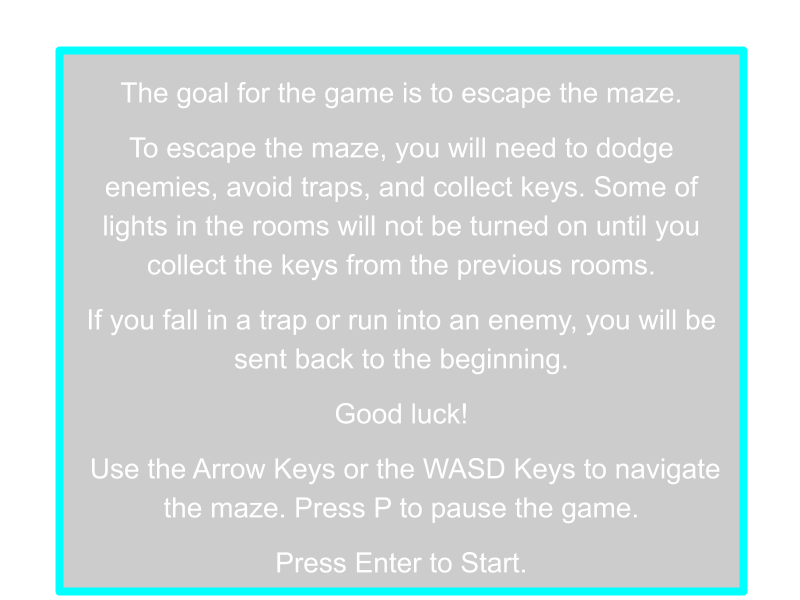 The goal for the game is to escape the maze.
To escape the maze, you will need to dodge
enemies, avoid traps, and collect keys. Some of
lights in the rooms will not be turned on until you
collect the keys from the previous rooms.
If you fall in a trap or run into an enemy, you will be
sent back to the beginning.
Good luck!
Use the Arrow Keys or the WASD Keys to navigate
the maze. Press P to pause the game.
Press Enter to Start.